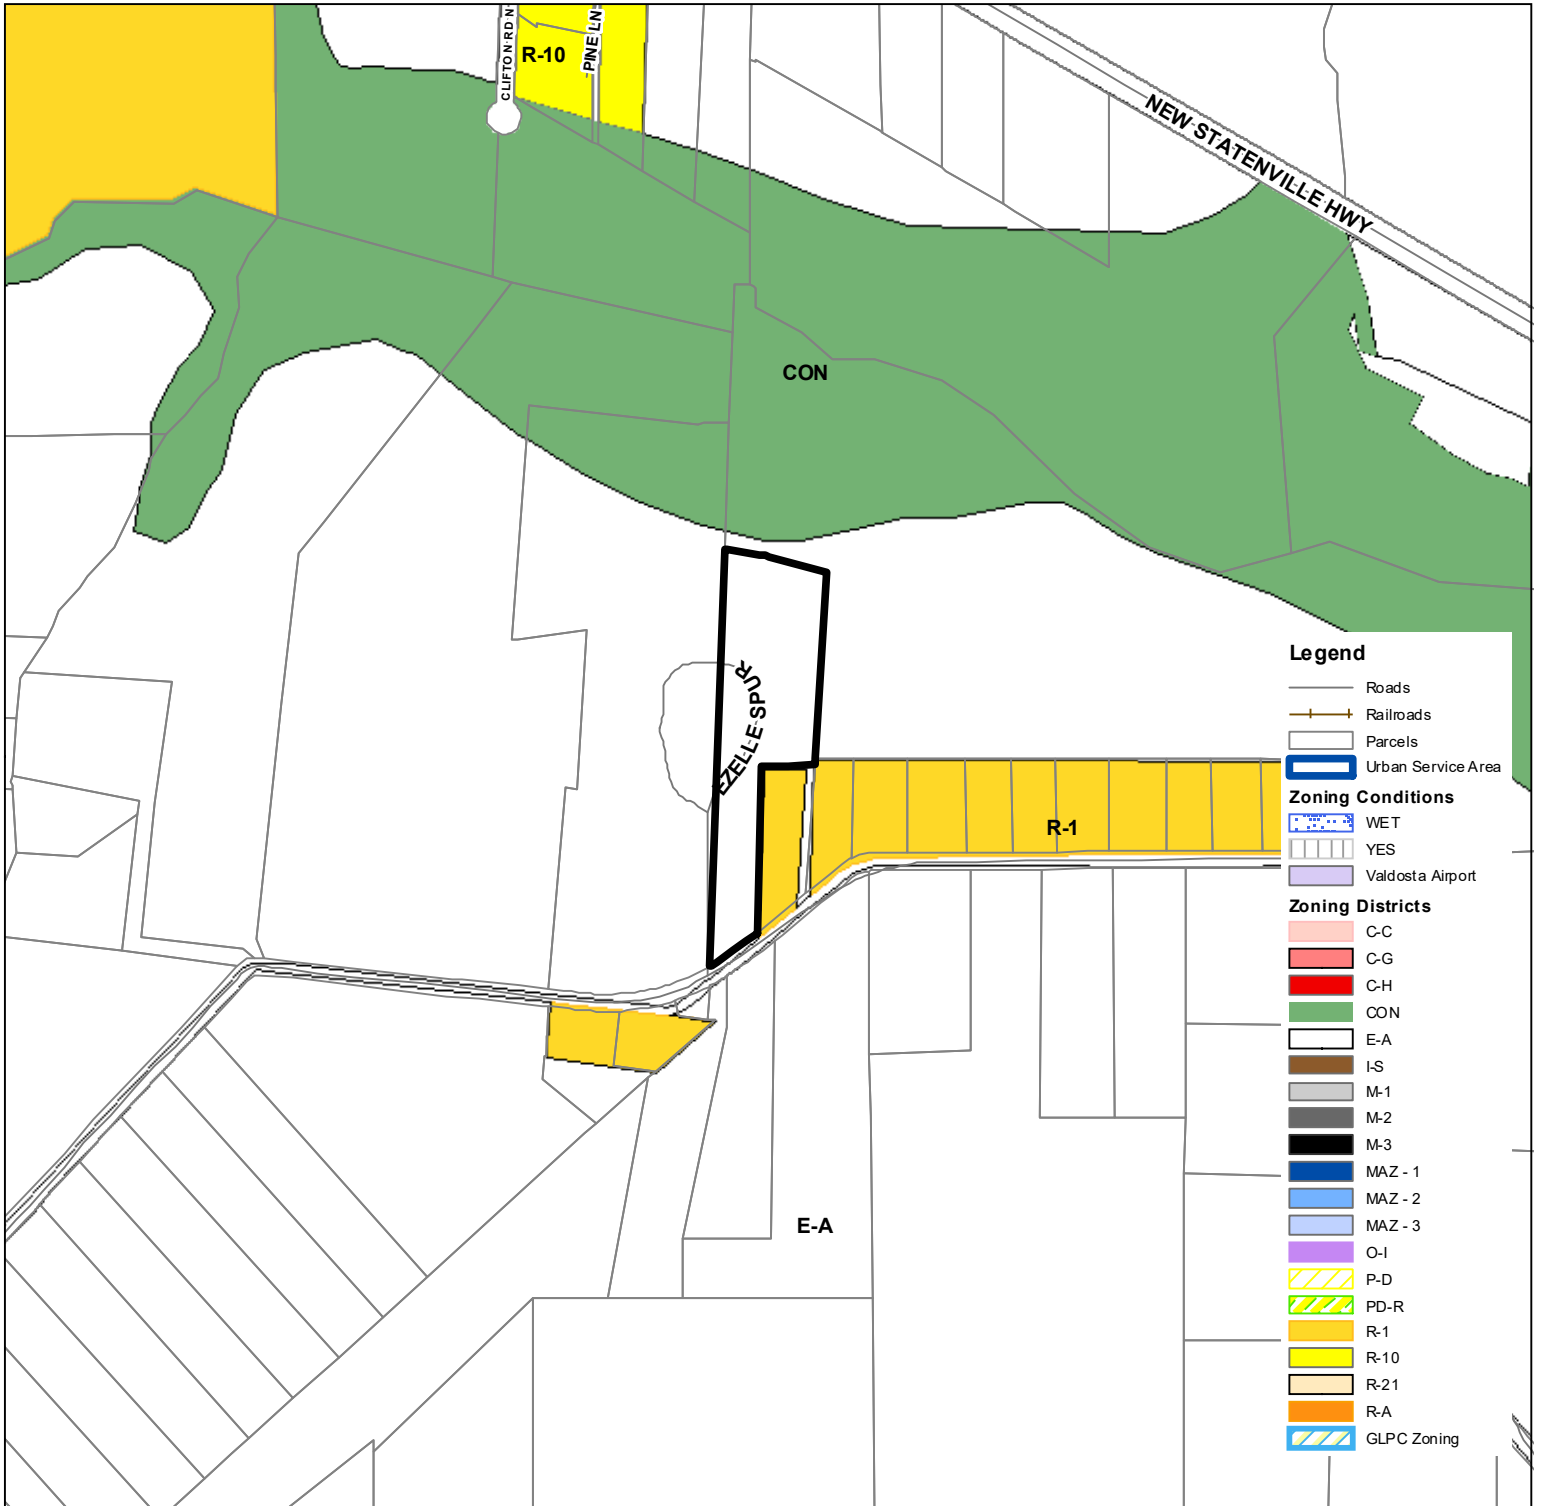 CLIFTON RD N
R-10
PINE LN
NEW STATENVILLE HWY
CON
EZELLE SPUR
R-1
E-A
Legend
Roads
Railroads
Parcels
Urban Service Area
Zoning Conditions
WET
YES
Valdosta Airport
Zoning Districts
C-C
C-G
C-H
CON
E-A
I-S
M-1
M-2
M-3
MAZ - 1
MAZ - 2
MAZ - 3
O-I
P-D
PD-R
R-1
R-10
R-21
R-A
GLPC Zoning